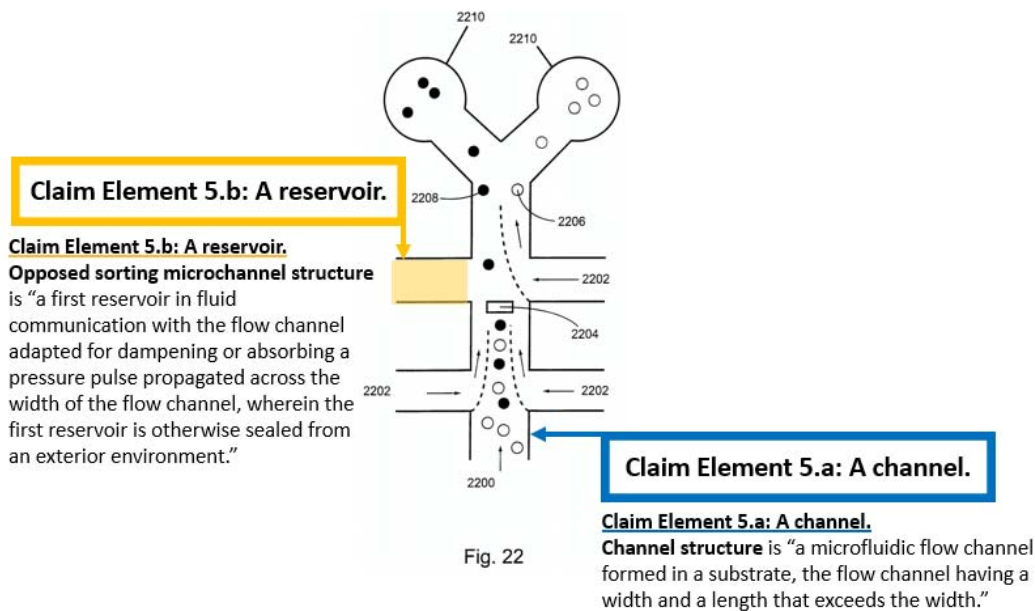 2210
2210
Claim Element 5.b: A reservoir.
2208
2206
Claim Element 5.b: A reservoir.
Opposed sorting microchannel structure
is “a first reservoir in fluid
communication with the flow channel
adapted for dampening or absorbing a
pressure pulse propagated across the
width of the flow channel, wherein the
first reservoir is otherwise sealed from
an exterior environment.”
2202
2204
2202
2202
2200
Claim Element 5.a: A channel.
Claim Element 5.a: A channel.
Channel structure is “a microfluidic flow channel
formed in a substrate, the flow channel having a
width and a length that exceeds the width.”
Fig. 22